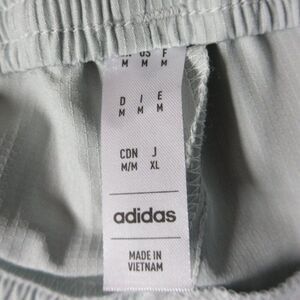 US F
M M M
D I E
M M M
CDN J
M/M XL
adidas
MADE IN
VIETNAM